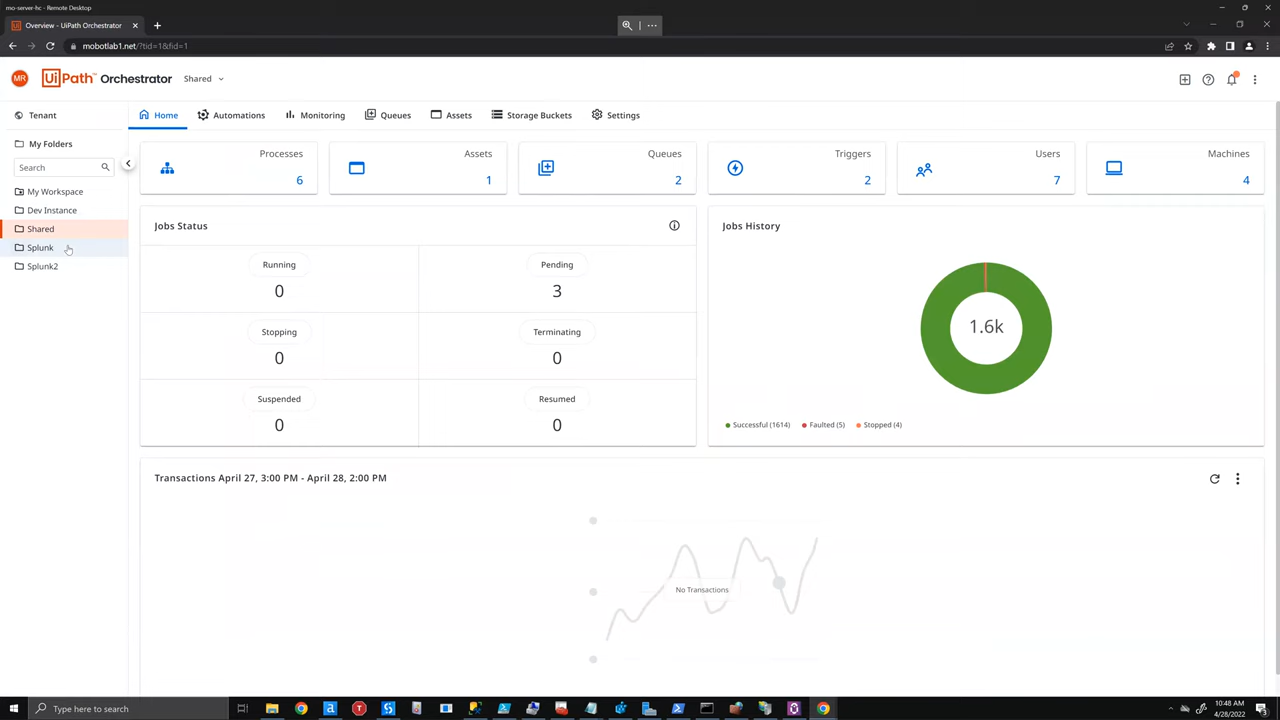 mo-server-hc - Remote Desktop
Overview - UiPath Orchestrator
mobotlab1.net/?tid=1&fid=1
MR
UiPath™ Orchestrator
Shared
Tenant
Home
Automations
Monitoring
Queues
Assets
Storage Buckets
Settings
My Folders
Search
My Workspace
Dev Instance
Shared
Splunk
Splunk2
Processes
6
Assets
1
Queues
2
Triggers
2
Users
7
Machines
4
Jobs Status
Running
0
Pending
3
Stopping
0
Terminating
0
Suspended
0
Resumed
0
Jobs History
1.6k
Successful (1614)
Faulted (5)
Stopped (4)
Transactions April 27, 3:00 PM - April 28, 2:00 PM
No Transactions
Type here to search
10:48 AM
4/28/2022